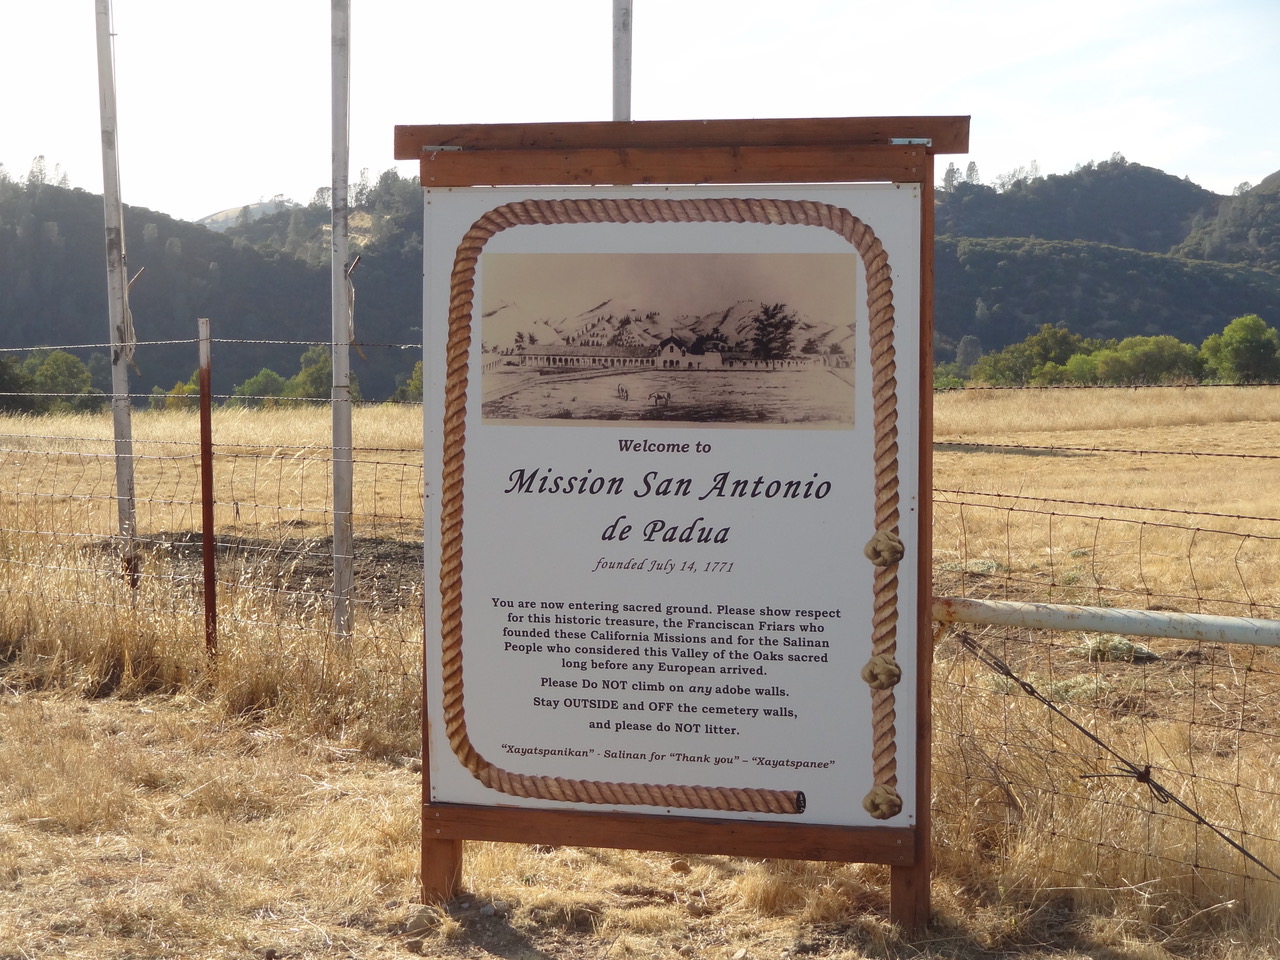 Welcome to
Mission San Antonio
de Padua
founded July 14, 1771
You are now entering sacred ground. Please show respect
for this historic treasure, the Franciscan Friars who
founded these California Missions and for the Salinan
People who considered this Valley of the Oaks sacred
long before any European arrived.
Please Do NOT climb on any adobe walls.
Stay OUTSIDE and OFF the cemetery walls,
and please do NOT litter.
“Xayatspanikan” - Salinan for “Thank you” – “Xayatspanee”